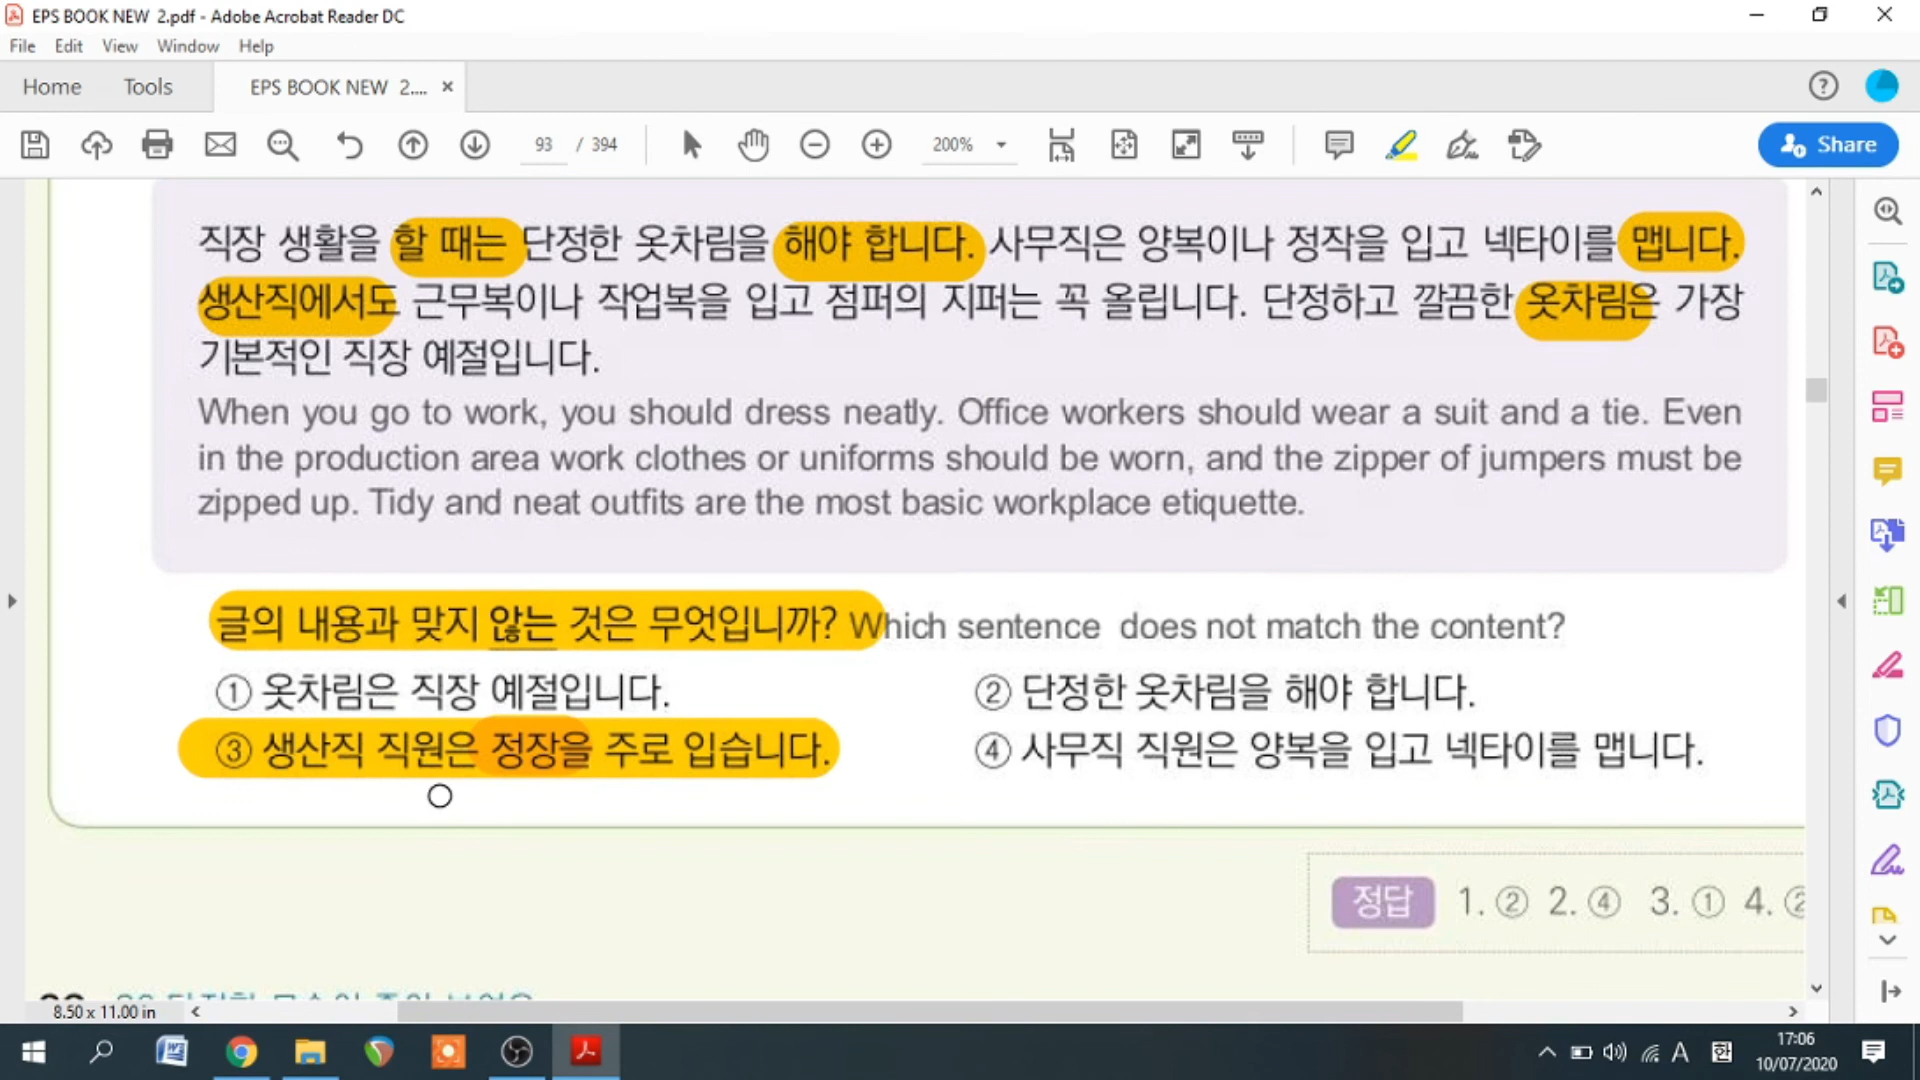 EPS BOOK NEW 2.pdf - Adobe Acrobat Reader DC
File Edit View Window Help
Home Tools EPS BOOK NEW 2.... ×
93 / 394 200% Share
직장 생활을 할 때는 단정한 옷차림을 해야 합니다. 사무직은 양복이나 정작을 입고 넥타이를 맵니다.
생산직에서도 근무복이나 작업복을 입고 점퍼의 지퍼는 꼭 올립니다. 단정하고 깔끔한 옷차림은 가장
기본적인 직장 예절입니다.
When you go to work, you should dress neatly. Office workers should wear a suit and a tie. Even
in the production area work clothes or uniforms should be worn, and the zipper of jumpers must be
zipped up. Tidy and neat outfits are the most basic workplace etiquette.
글의 내용과 맞지 않는 것은 무엇입니까? Which sentence does not match the content?
① 옷차림은 직장 예절입니다. ② 단정한 옷차림을 해야 합니다.
③ 생산직 직원은 정장을 주로 입습니다. ④ 사무직 직원은 양복을 입고 넥타이를 맵니다.
정답 1. ② 2. ④ 3. ① 4. ②
8.50 x 11.00 in
A 한 17:06
10/07/2020